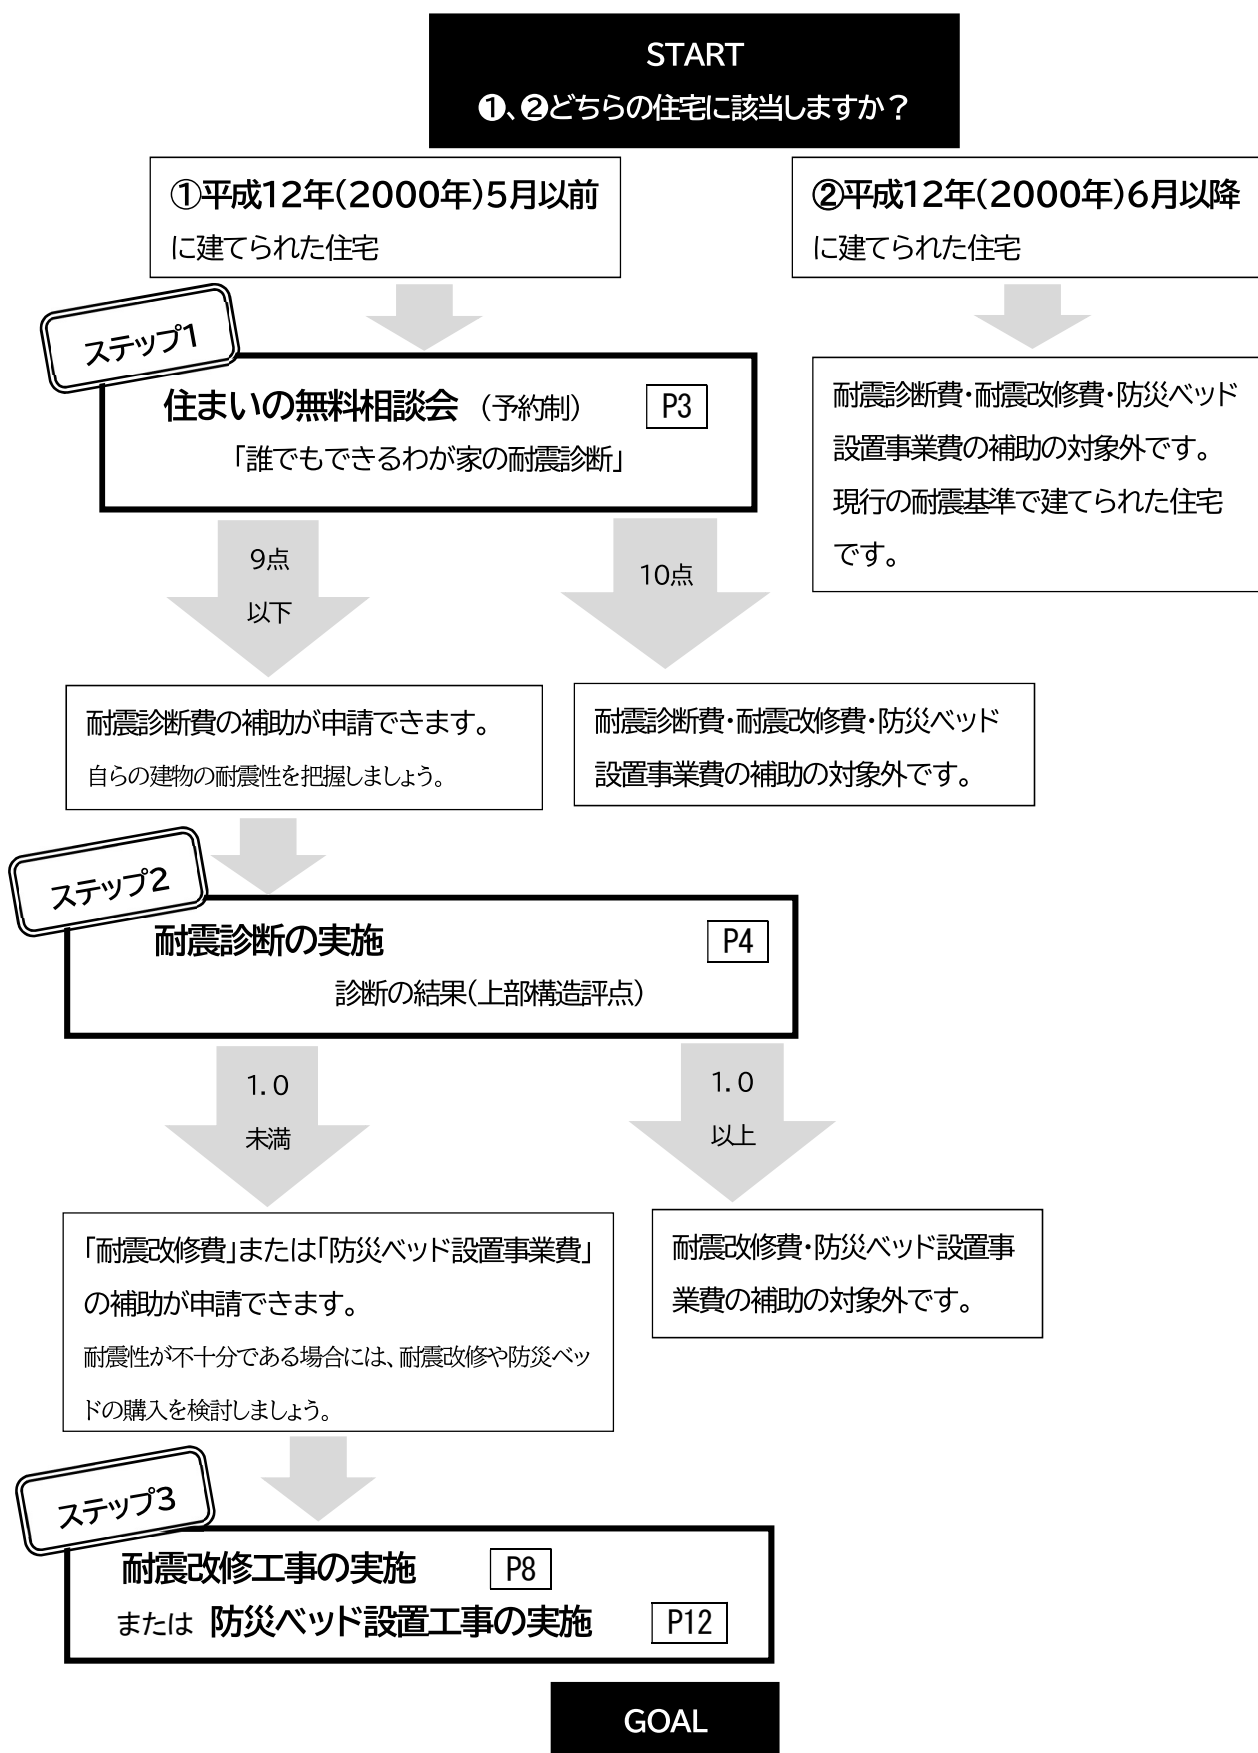 START
❶、❷どちらの住宅に該当しますか？
①平成12年(2000年)5月以前
に建てられた住宅
②平成12年(2000年)6月以降
に建てられた住宅
ステップ1
住まいの無料相談会 (予約制) P3
「誰でもできるわが家の耐震診断」
耐震診断費・耐震改修費・防災ベッド
設置事業費の補助の対象外です。
現行の耐震基準で建てられた住宅
です。
9点
以下
10点
耐震診断費の補助が申請できます。
自らの建物の耐震性を把握しましょう。
耐震診断費・耐震改修費・防災ベッド
設置事業費の補助の対象外です。
ステップ2
耐震診断の実施 P4
診断の結果(上部構造評点)
1.0
未満
1.0
以上
「耐震改修費」または「防災ベッド設置事業費」
の補助が申請できます。
耐震性が不十分である場合には、耐震改修や防災ベッ
ドの購入を検討しましょう。
耐震改修費・防災ベッド設置事
業費の補助の対象外です。
ステップ3
耐震改修工事の実施 P8
または 防災ベッド設置工事の実施 P12
GOAL